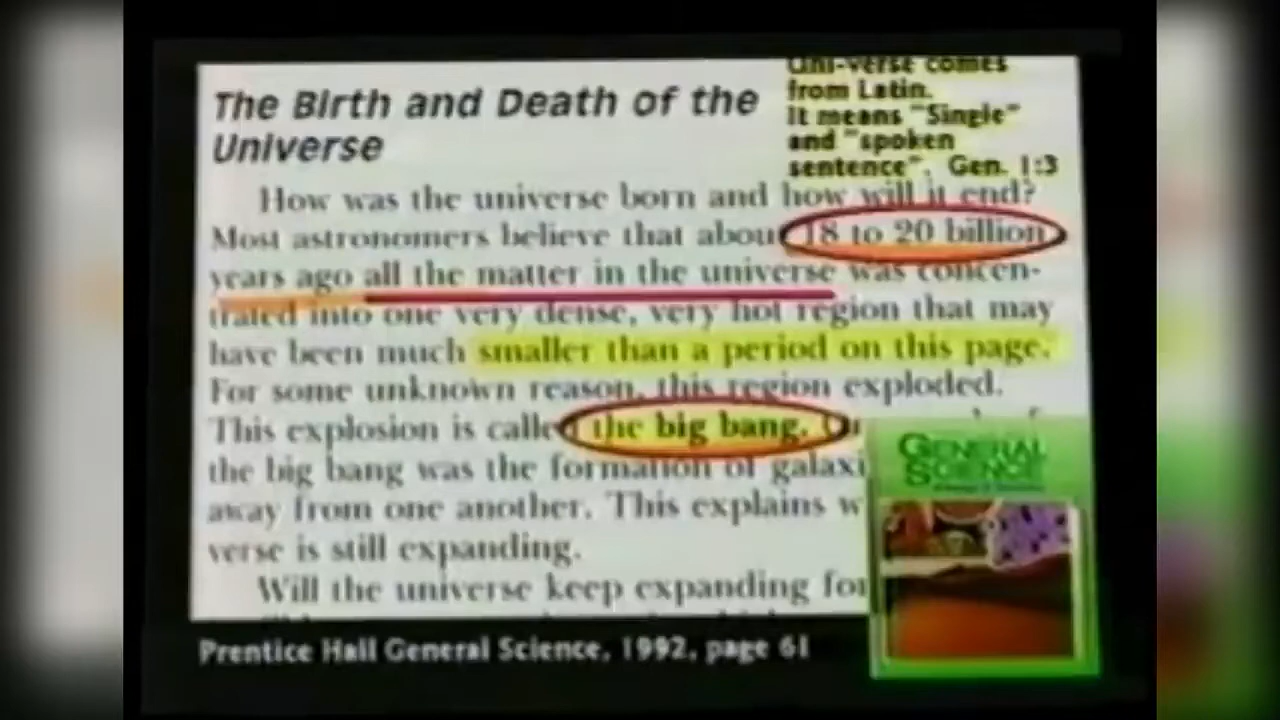 The Birth and Death of the
Universe
Uni-verse comes
from Latin.
It means "Single"
and "spoken
sentence". Gen. 1:3
How was the universe born and how will it end?
Most astronomers believe that about 18 to 20 billion
years ago all the matter in the universe was concen-
trated into one very dense, very hot region that may
have been much smaller than a period on this page.
For some unknown reason, this region exploded.
This explosion is called the big bang.
the big bang was the formation of galaxi
away from one another. This explains w
verse is still expanding.
Will the universe keep expanding for
GENERAL
SCIENCE
Prentice Hall General Science, 1992, page 61